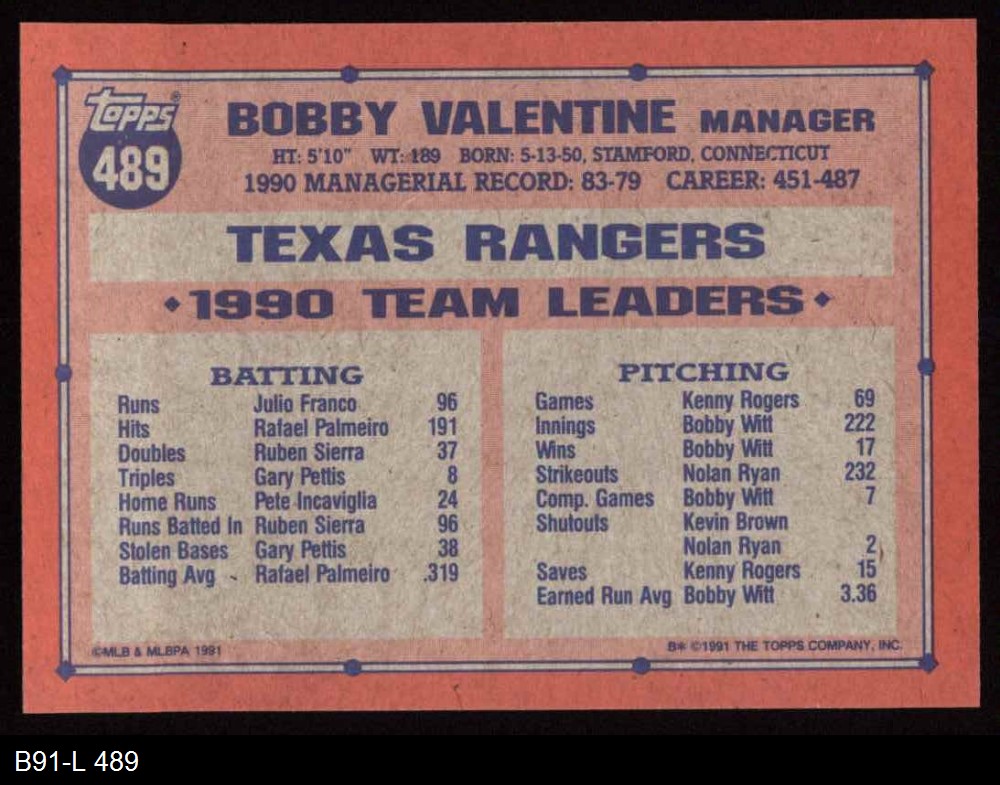 Topps®
489
BOBBY VALENTINE MANAGER
HT: 5'10" WT: 189 BORN: 5-13-50, STAMFORD, CONNECTICUT
1990 MANAGERIAL RECORD: 83-79 CAREER: 451-487
TEXAS RANGERS
♦1990 TEAM LEADERS♦
BATTING
Runs Julio Franco 96
Hits Rafael Palmeiro 191
Doubles Ruben Sierra 37
Triples Gary Pettis 8
Home Runs Pete Incaviglia 24
Runs Batted In Ruben Sierra 96
Stolen Bases Gary Pettis 38
Batting Avg Rafael Palmeiro .319
PITCHING
Games Kenny Rogers 69
Innings Bobby Witt 222
Wins Bobby Witt 17
Strikeouts Nolan Ryan 232
Comp. Games Bobby Witt 7
Shutouts Kevin Brown
Nolan Ryan 2
Saves Kenny Rogers 15
Earned Run Avg Bobby Witt 3.36
©MLB & MLBPA 1991
B* ©1991 THE TOPPS COMPANY, INC.
B91-L 489